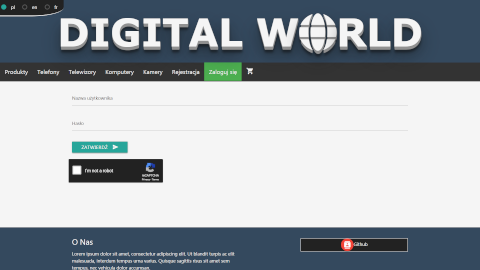 pl en fr
DIGITAL WORLD
Produkty Telefony Telewizory Komputery Kamery Rejestracja Zaloguj się
Nazwa użytkownika
Hasło
ZATWIERDŹ
I'm not a robot
reCAPTCHA
Privacy - Terms
O Nas
Github
Lorem ipsum dolor sit amet, consectetur adipiscing elit. Ut blandit turpis ac elit
malesuada, interdum tempus urna varius. Quisque sagittis risus sit amet sem
tempus, nec vehicula dolor accumsan.